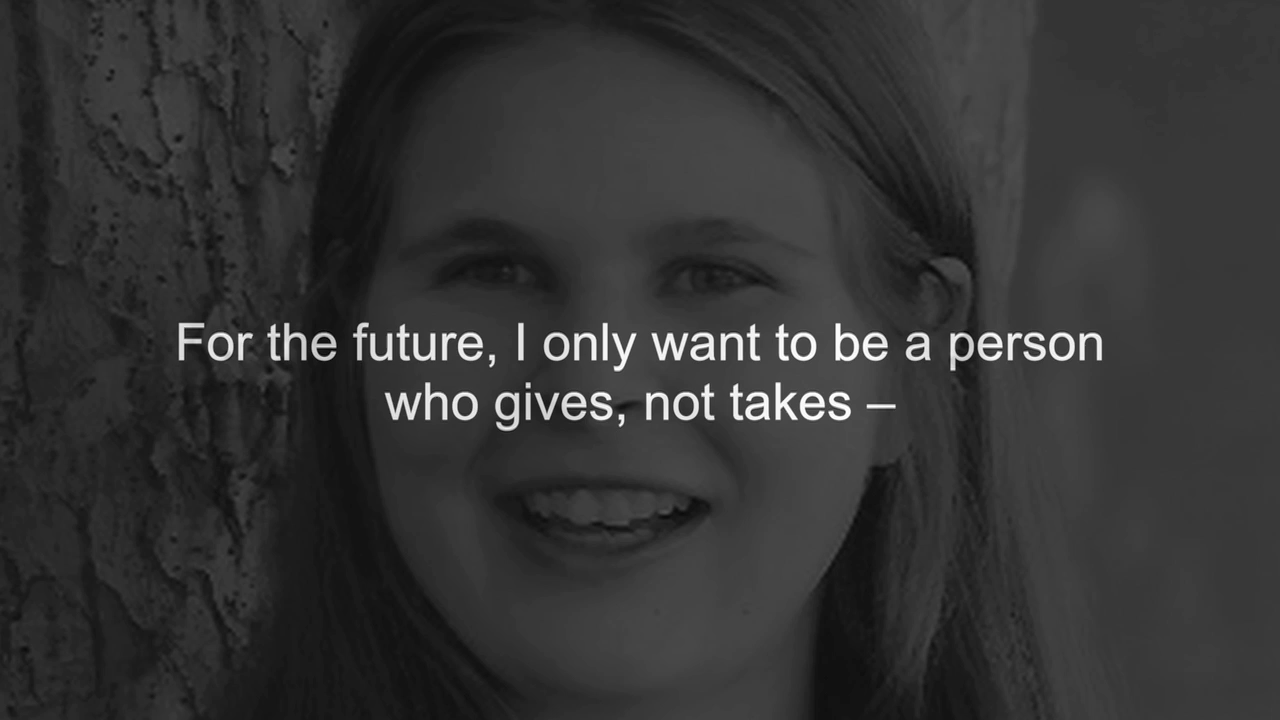 For the future, I only want to be a person
who gives, not takes –